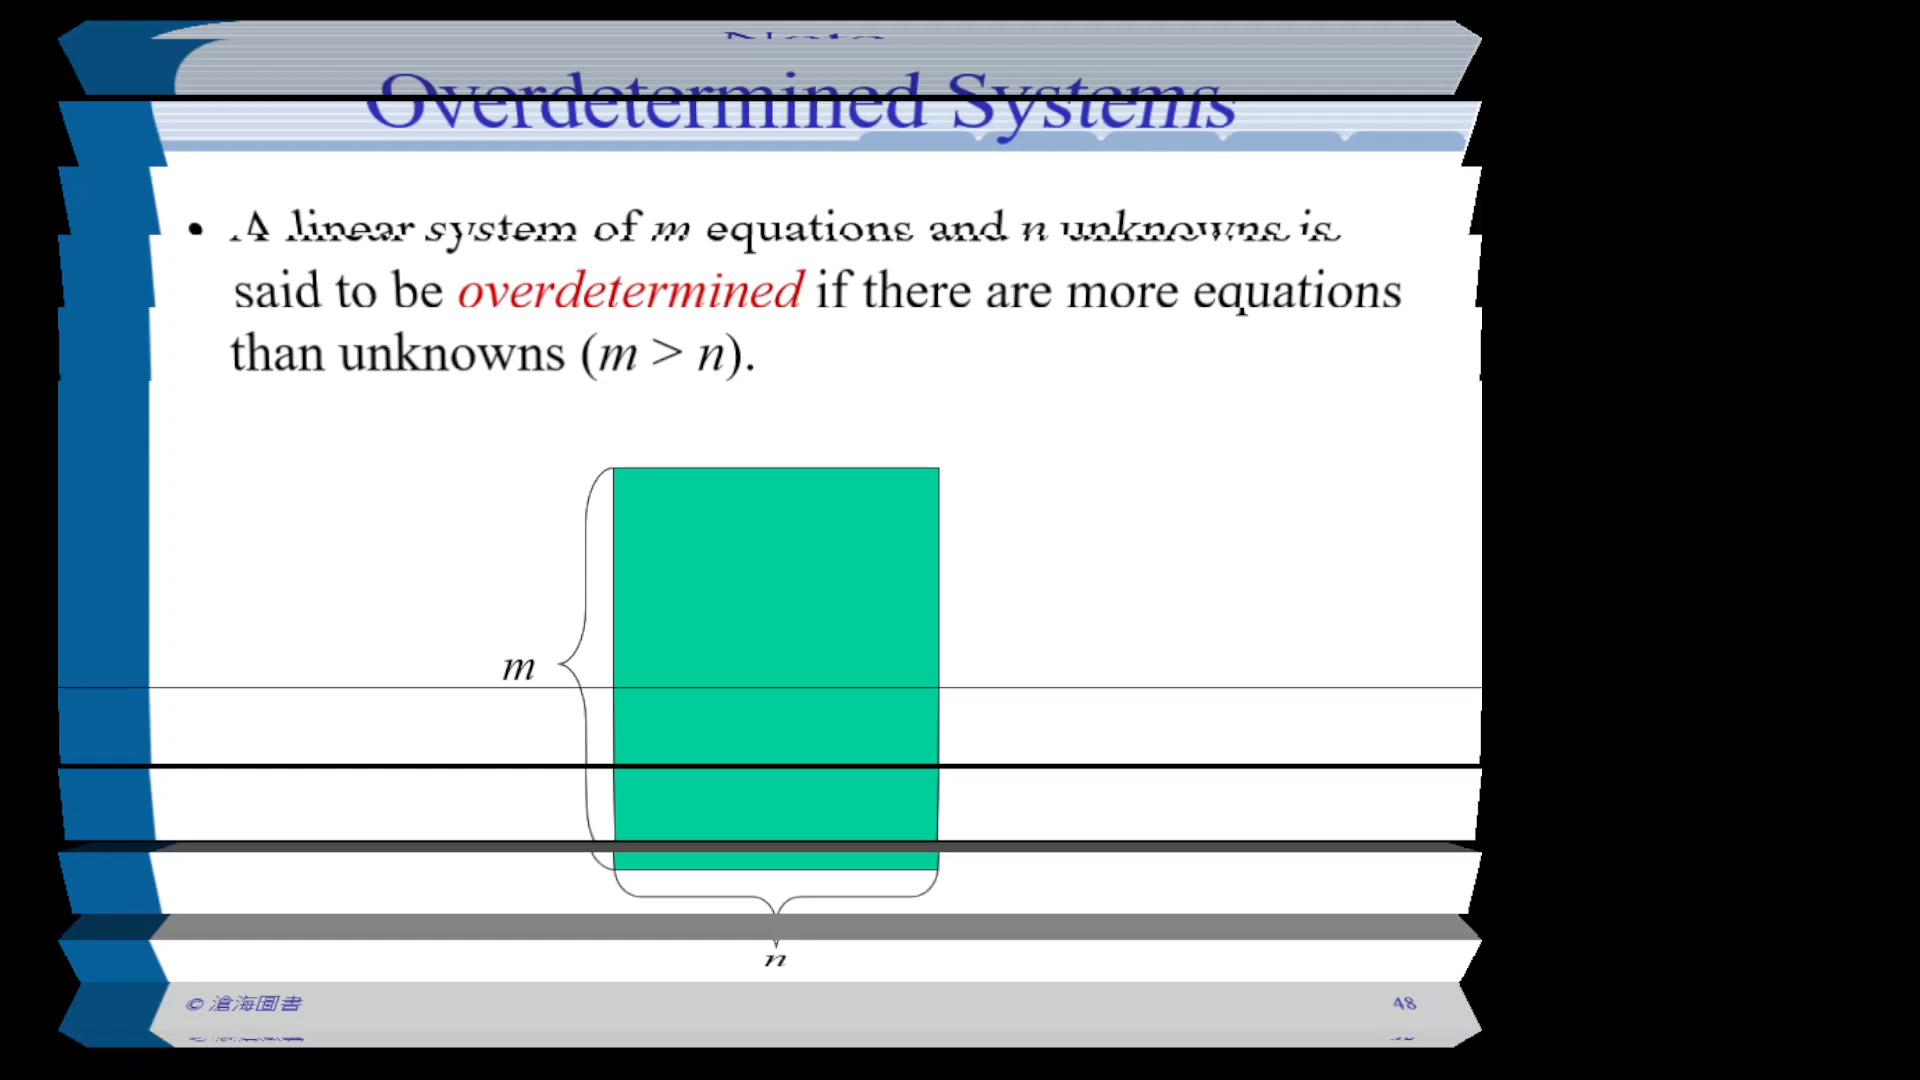 Overdetermined Systems
• A linear system of m equations and n unknowns is
said to be overdetermined if there are more equations
than unknowns (m > n).
m
n
© 滄海圖書
48